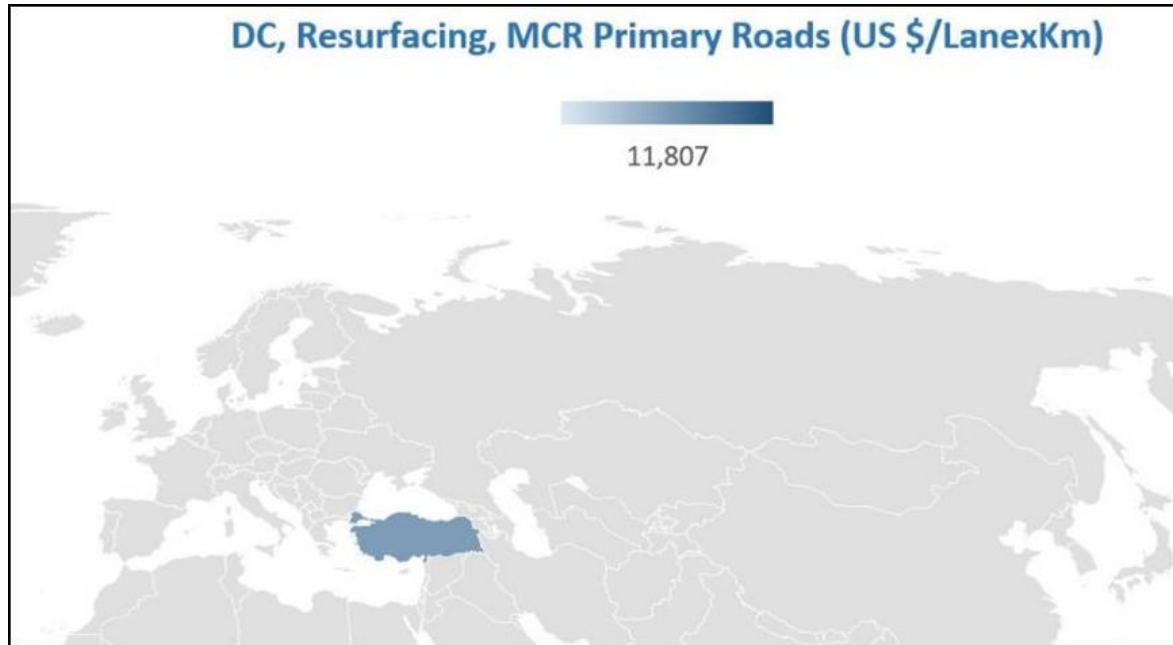 DC, Resurfacing, MCR Primary Roads (US $/LanexKm)
11,807